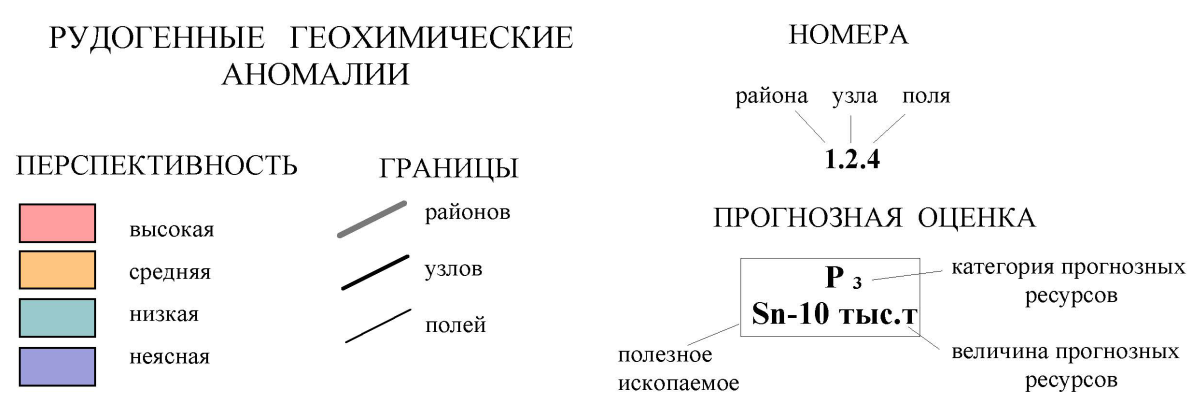 РУДОГЕННЫЕ ГЕОХИМИЧЕСКИЕ
АНОМАЛИИ
ПЕРСПЕКТИВНОСТЬ
высокая
средняя
низкая
неясная
ГРАНИЦЫ
районов
узлов
полей
НОМЕРА
района узла поля
1.2.4
ПРОГНОЗНАЯ ОЦЕНКА
P 3
Sn-10 тыс.т
категория прогнозных
ресурсов
полезное
ископаемое
величина прогнозных
ресурсов